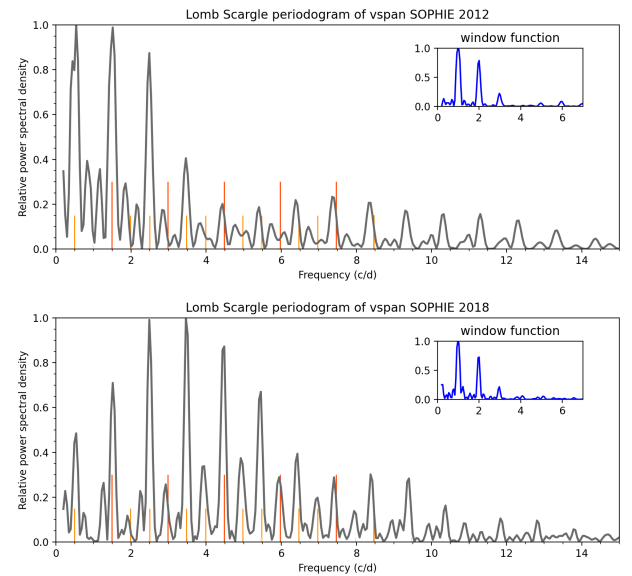 Lomb Scargle periodogram of vspan SOPHIE 2012
Relative power spectral density
1.0
0.8
0.6
0.4
0.2
0.0
window function
1.0
0.5
0.0
0 2 4 6
0 2 4 6 8 10 12 14
Frequency (c/d)
Lomb Scargle periodogram of vspan SOPHIE 2018
Relative power spectral density
1.0
0.8
0.6
0.4
0.2
0.0
window function
1.0
0.5
0.0
0 2 4 6
0 2 4 6 8 10 12 14
Frequency (c/d)